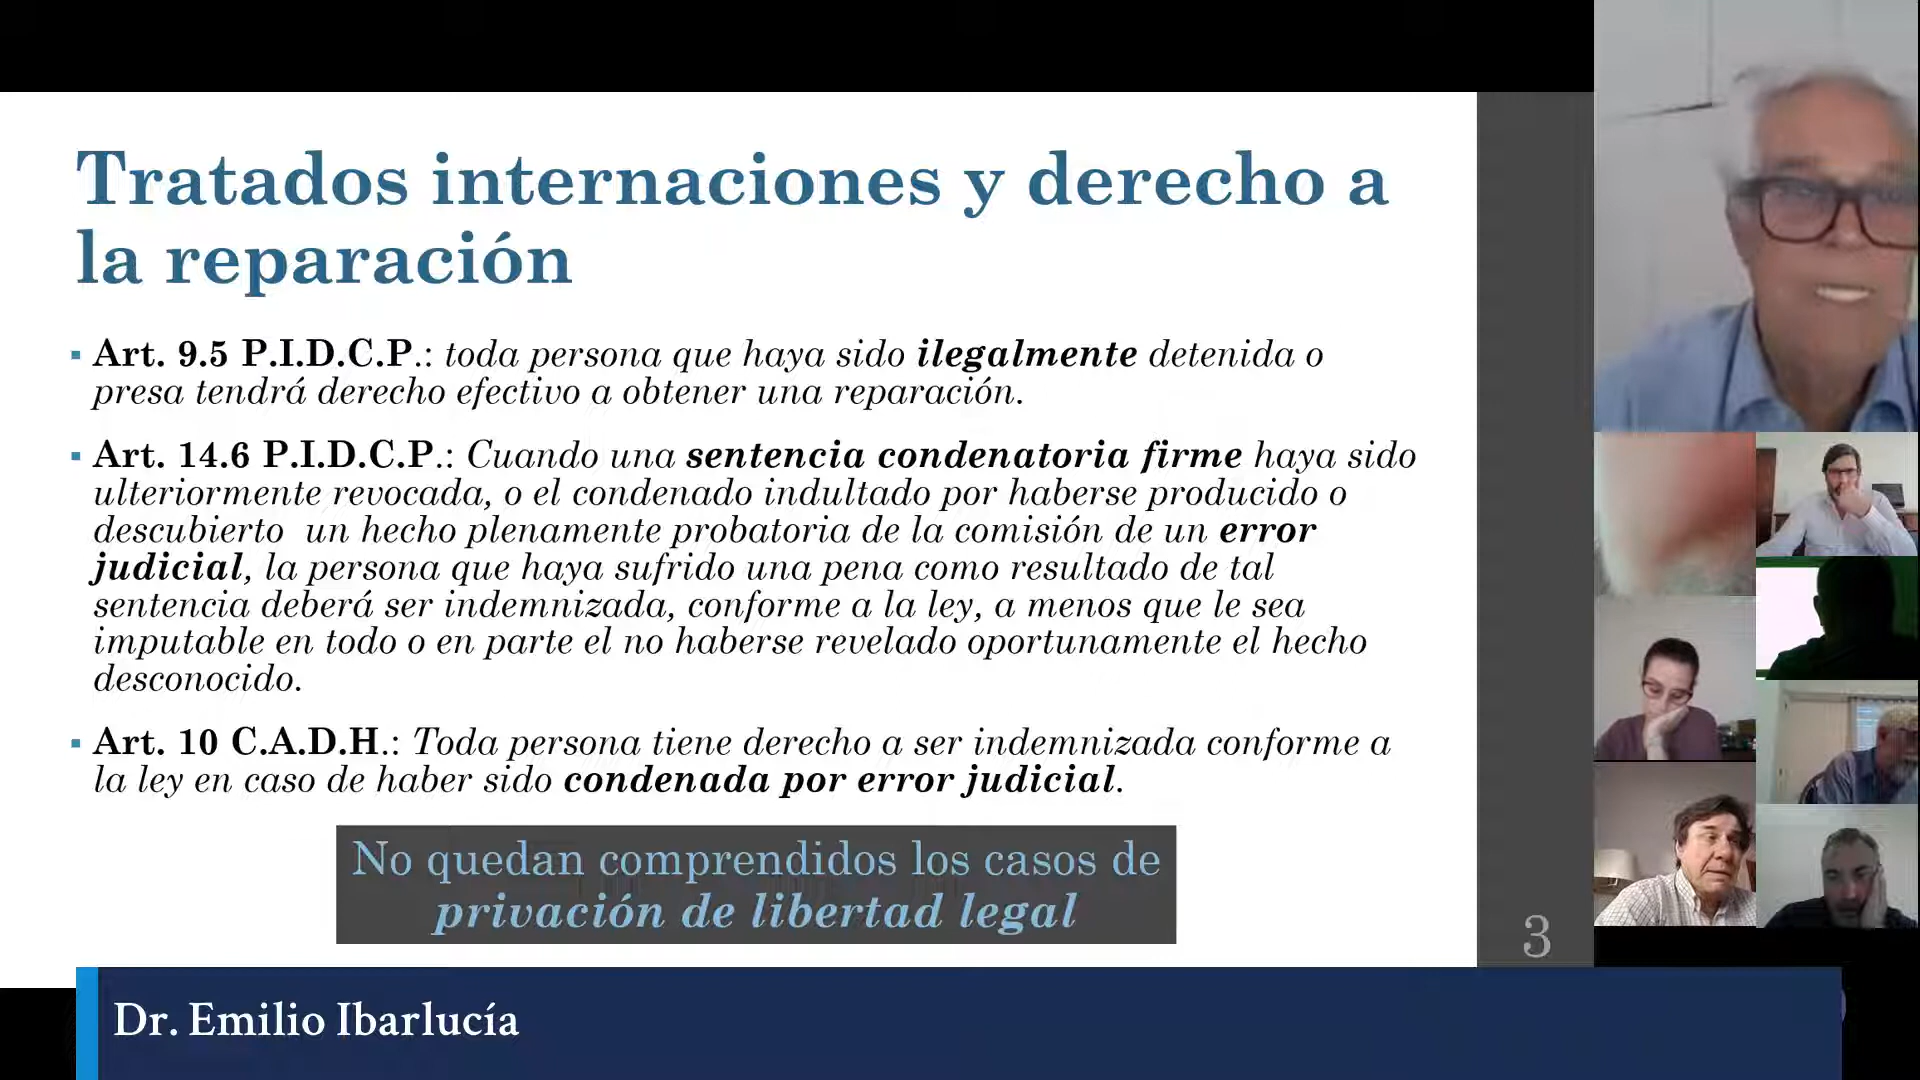 Tratados internaciones y derecho a
la reparación
▪ Art. 9.5 P.I.D.C.P.: toda persona que haya sido ilegalmente detenida o
presa tendrá derecho efectivo a obtener una reparación.
▪ Art. 14.6 P.I.D.C.P.: Cuando una sentencia condenatoria firme haya sido
ulteriormente revocada, o el condenado indultado por haberse producido o
descubierto  un hecho plenamente probatoria de la comisión de un error
judicial, la persona que haya sufrido una pena como resultado de tal
sentencia deberá ser indemnizada, conforme a la ley, a menos que le sea
imputable en todo o en parte el no haberse revelado oportunamente el hecho
desconocido.
▪ Art. 10 C.A.D.H.: Toda persona tiene derecho a ser indemnizada conforme a
la ley en caso de haber sido condenada por error judicial.
No quedan comprendidos los casos de
privación de libertad legal
3
Dr. Emilio Ibarlucía